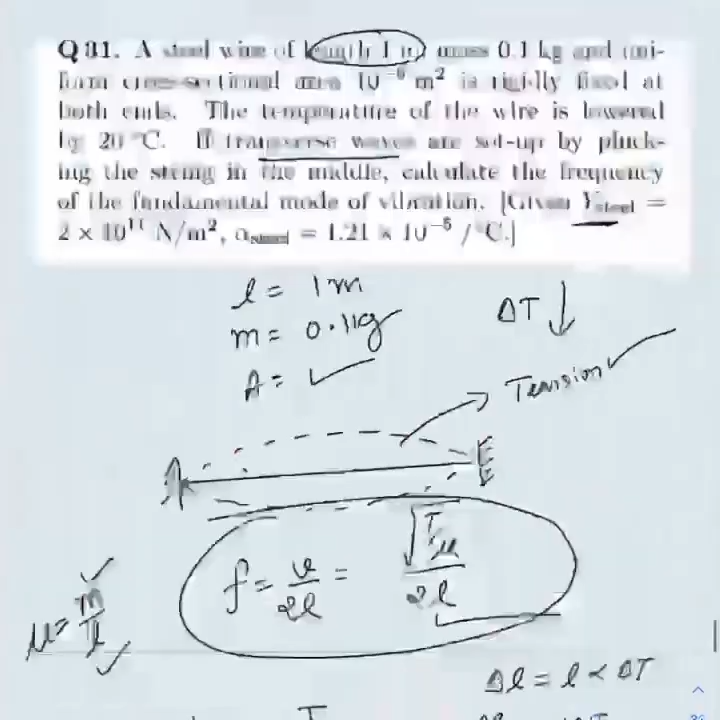 Q 31. A steel wire of length 1 m, mass 0.1 kg and uni-
form cross-sectional area 10⁻⁶ m² is rigidly fixed at
both ends. The temperature of the wire is lowered
by 20 °C. If transverse waves are set-up by pluck-
ing the string in the middle, calculate the frequency
of the fundamental mode of vibration. [Given Y_steel =
2 × 10¹¹ N/m², α_steel = 1.21 × 10⁻⁵ / °C.]
l = 1m
m = 0.1kg
ΔT ↓
A = ✓
Tension ✓
f = v/2l = √(T/μ)/2l
μ = m/l
Δl = l α ΔT